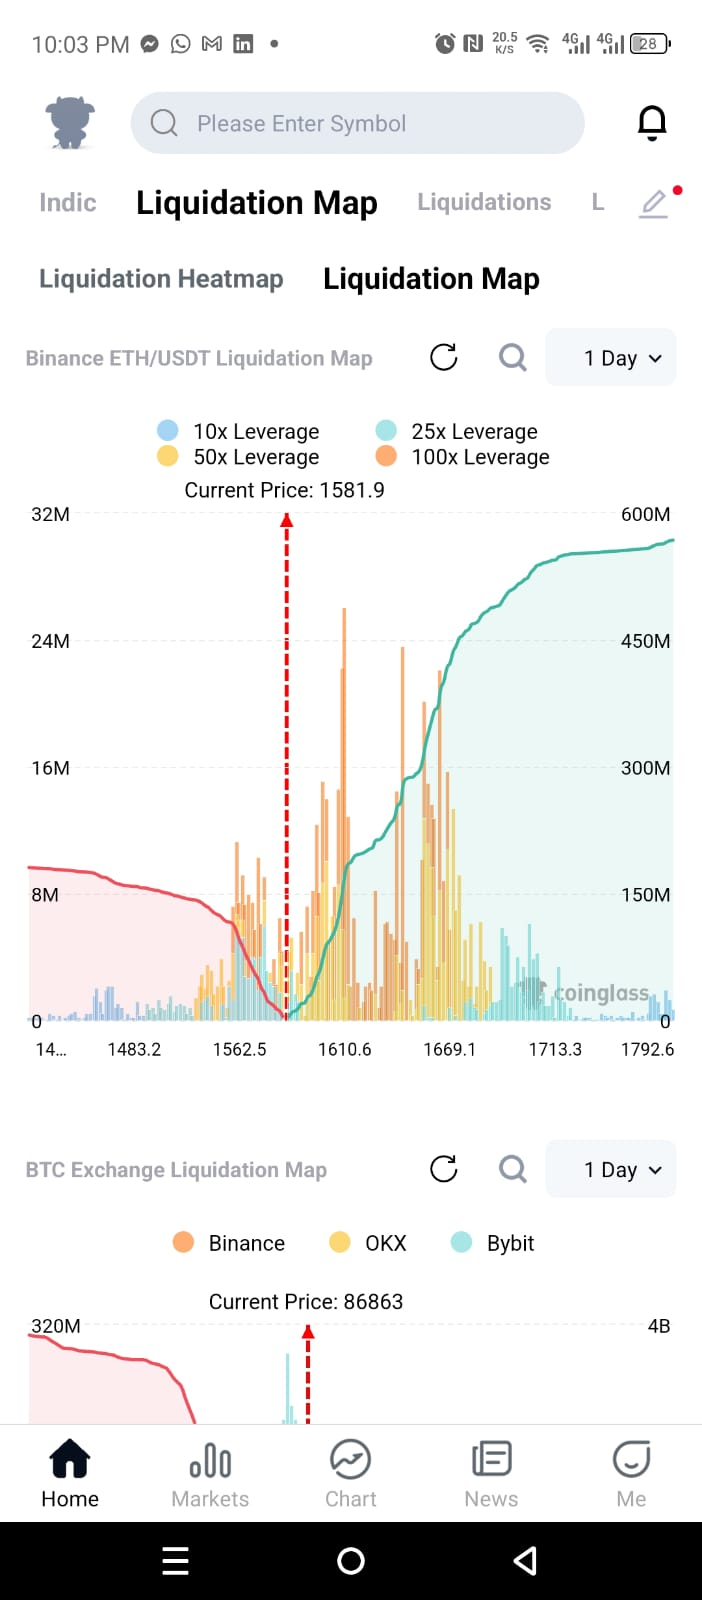 10:03 PM
20.5 K/S
4G 4G
28
Please Enter Symbol
Indic Liquidation Map Liquidations L
Liquidation Heatmap Liquidation Map
Binance ETH/USDT Liquidation Map
1 Day
10x Leverage 25x Leverage
50x Leverage 100x Leverage
Current Price: 1581.9
32M 600M
24M 450M
16M 300M
8M 150M
coinglass
0 0
14... 1483.2 1562.5 1610.6 1669.1 1713.3 1792.6
BTC Exchange Liquidation Map
1 Day
Binance OKX Bybit
Current Price: 86863
320M 4B
Home Markets Chart News Me